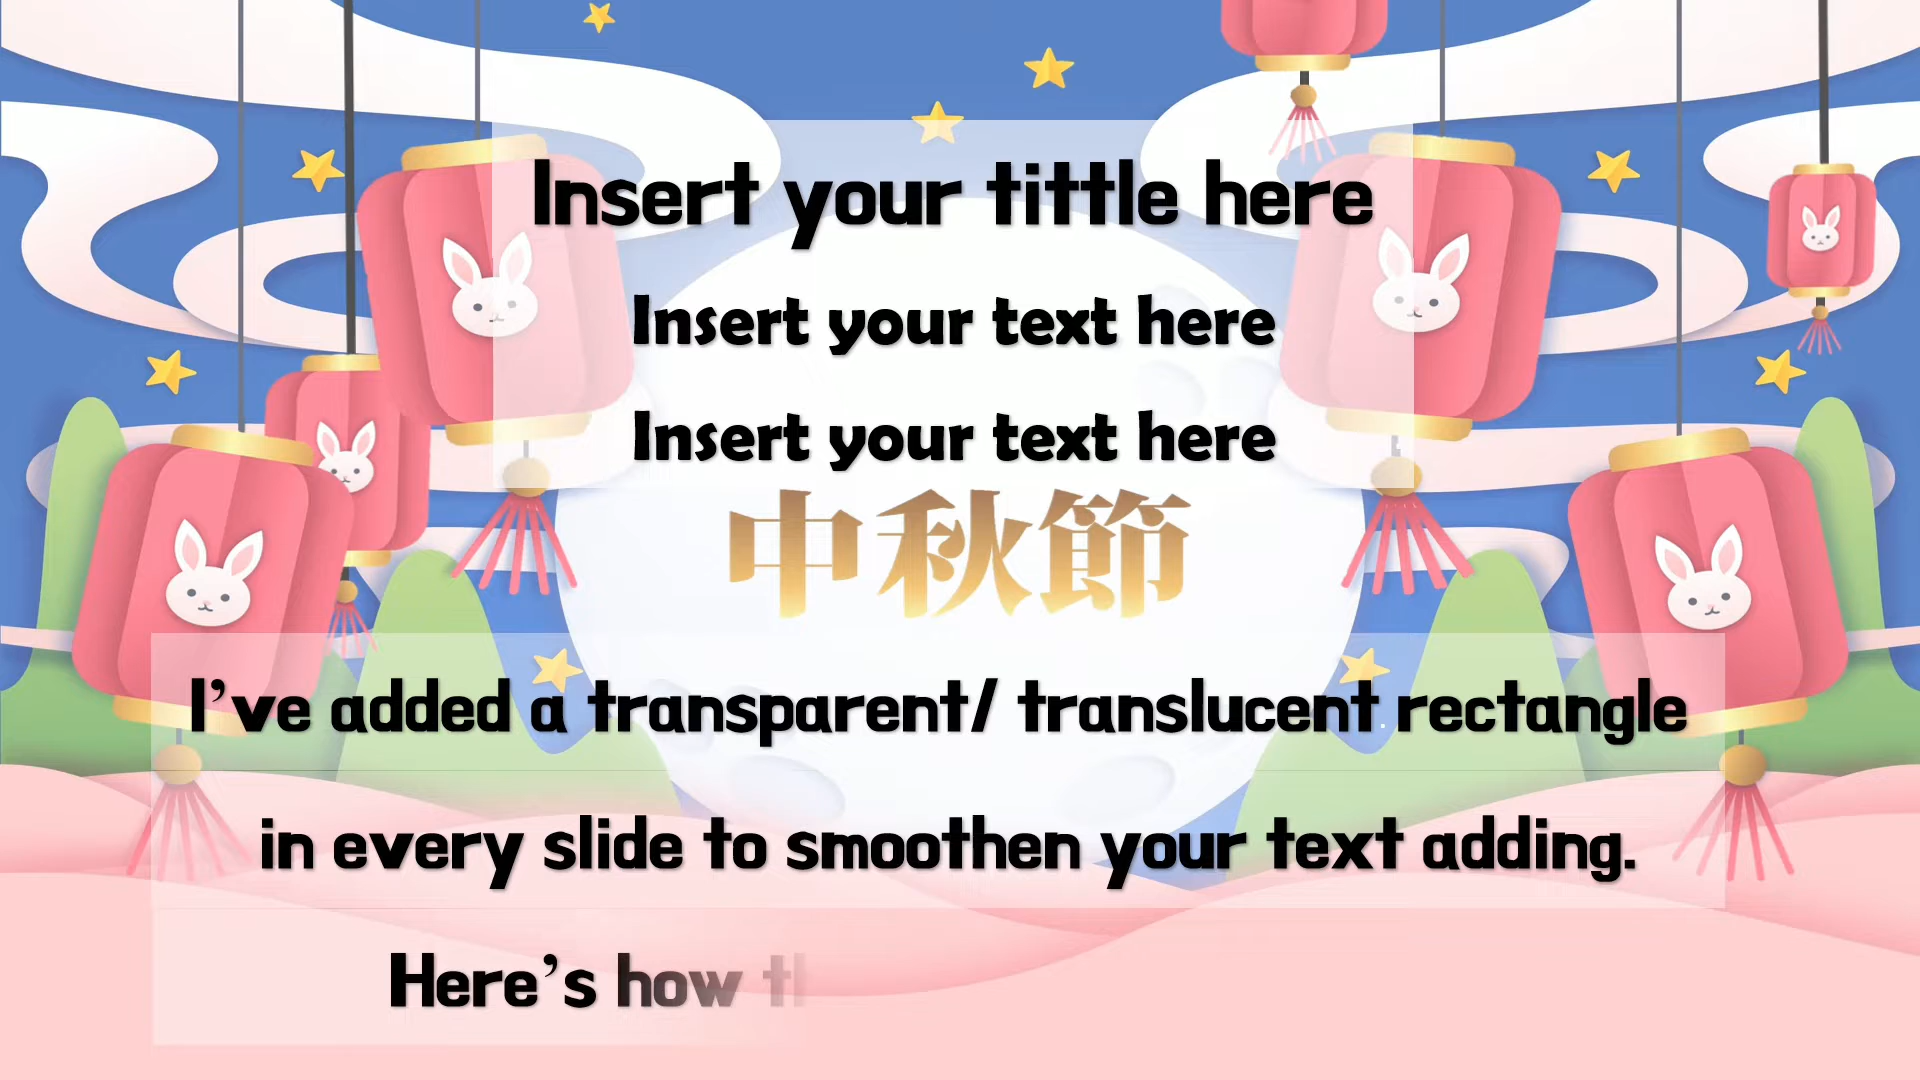 Insert your tittle here
Insert your text here
Insert your text here
中秋節
I’ve added a transparent/ translucent rectangle
in every slide to smoothen your text adding.
Here’s how